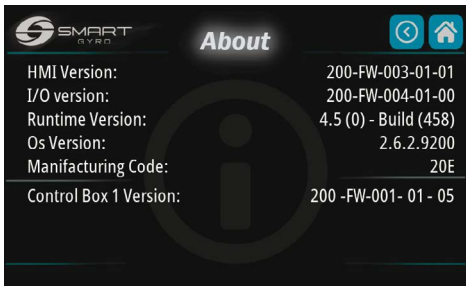 SMART
GYRO
About
HMI Version: 200-FW-003-01-01
I/O version: 200-FW-004-01-00
Runtime Version: 4.5 (0) - Build (458)
Os Version: 2.6.2.9200
Manifacturing Code: 20E
Control Box 1 Version: 200 -FW-001- 01 - 05